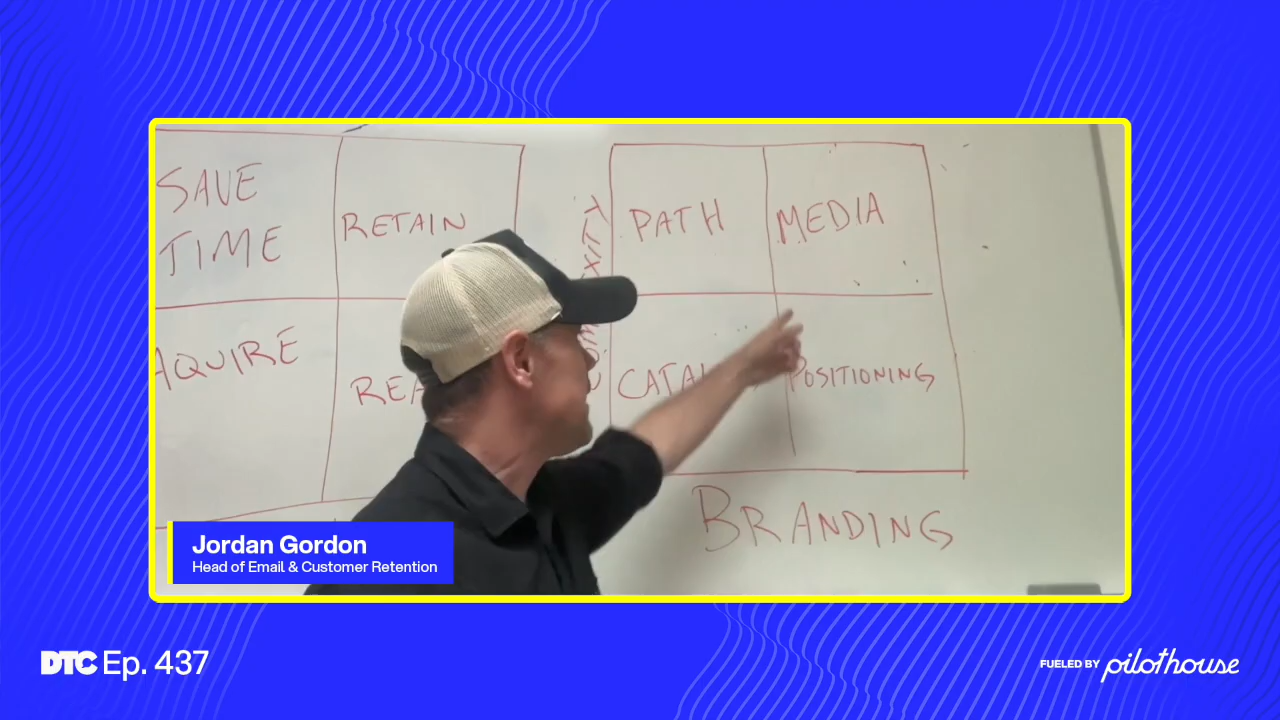 SAVE
TIME
RETAIN
AQUIRE
PATH
MEDIA
POSITIONING
BRANDING
Jordan Gordon
Head of Email & Customer Retention
DTC Ep. 437
FUELED BY pilothouse